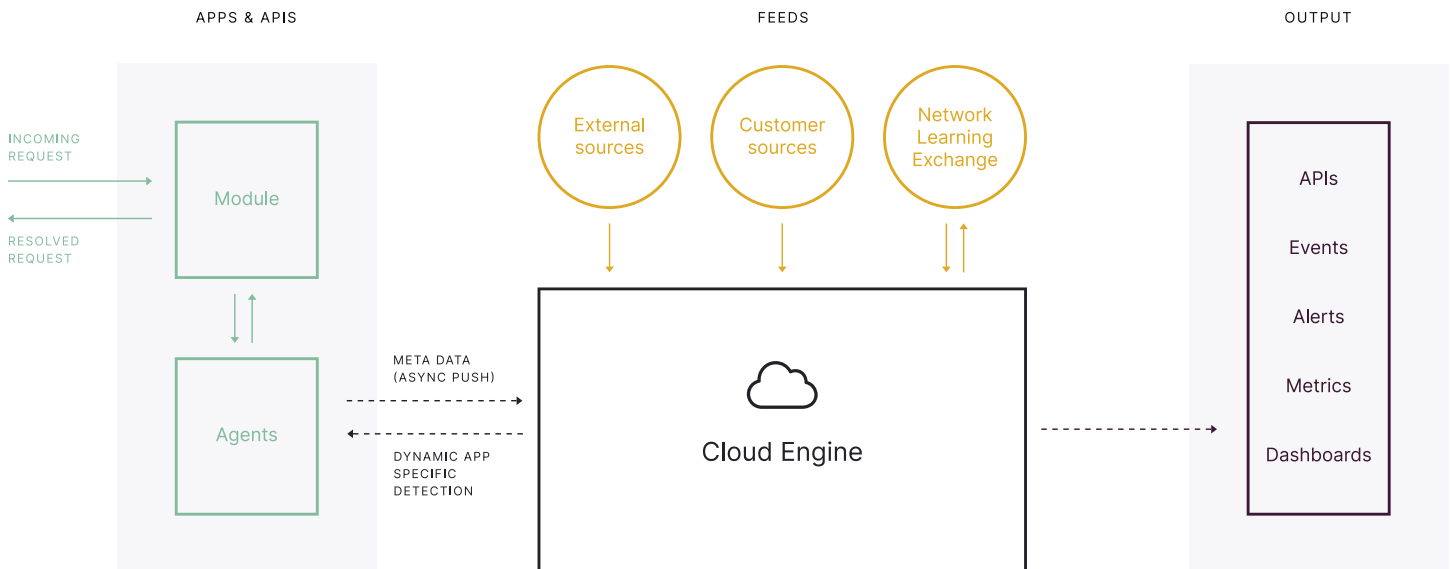 APPS & APIS
FEEDS
OUTPUT
INCOMING
REQUEST
RESOLVED
REQUEST
Module
Agents
META DATA
(ASYNC PUSH)
DYNAMIC APP
SPECIFIC
DETECTION
External
sources
Customer
sources
Network
Learning
Exchange
Cloud Engine
APIs
Events
Alerts
Metrics
Dashboards